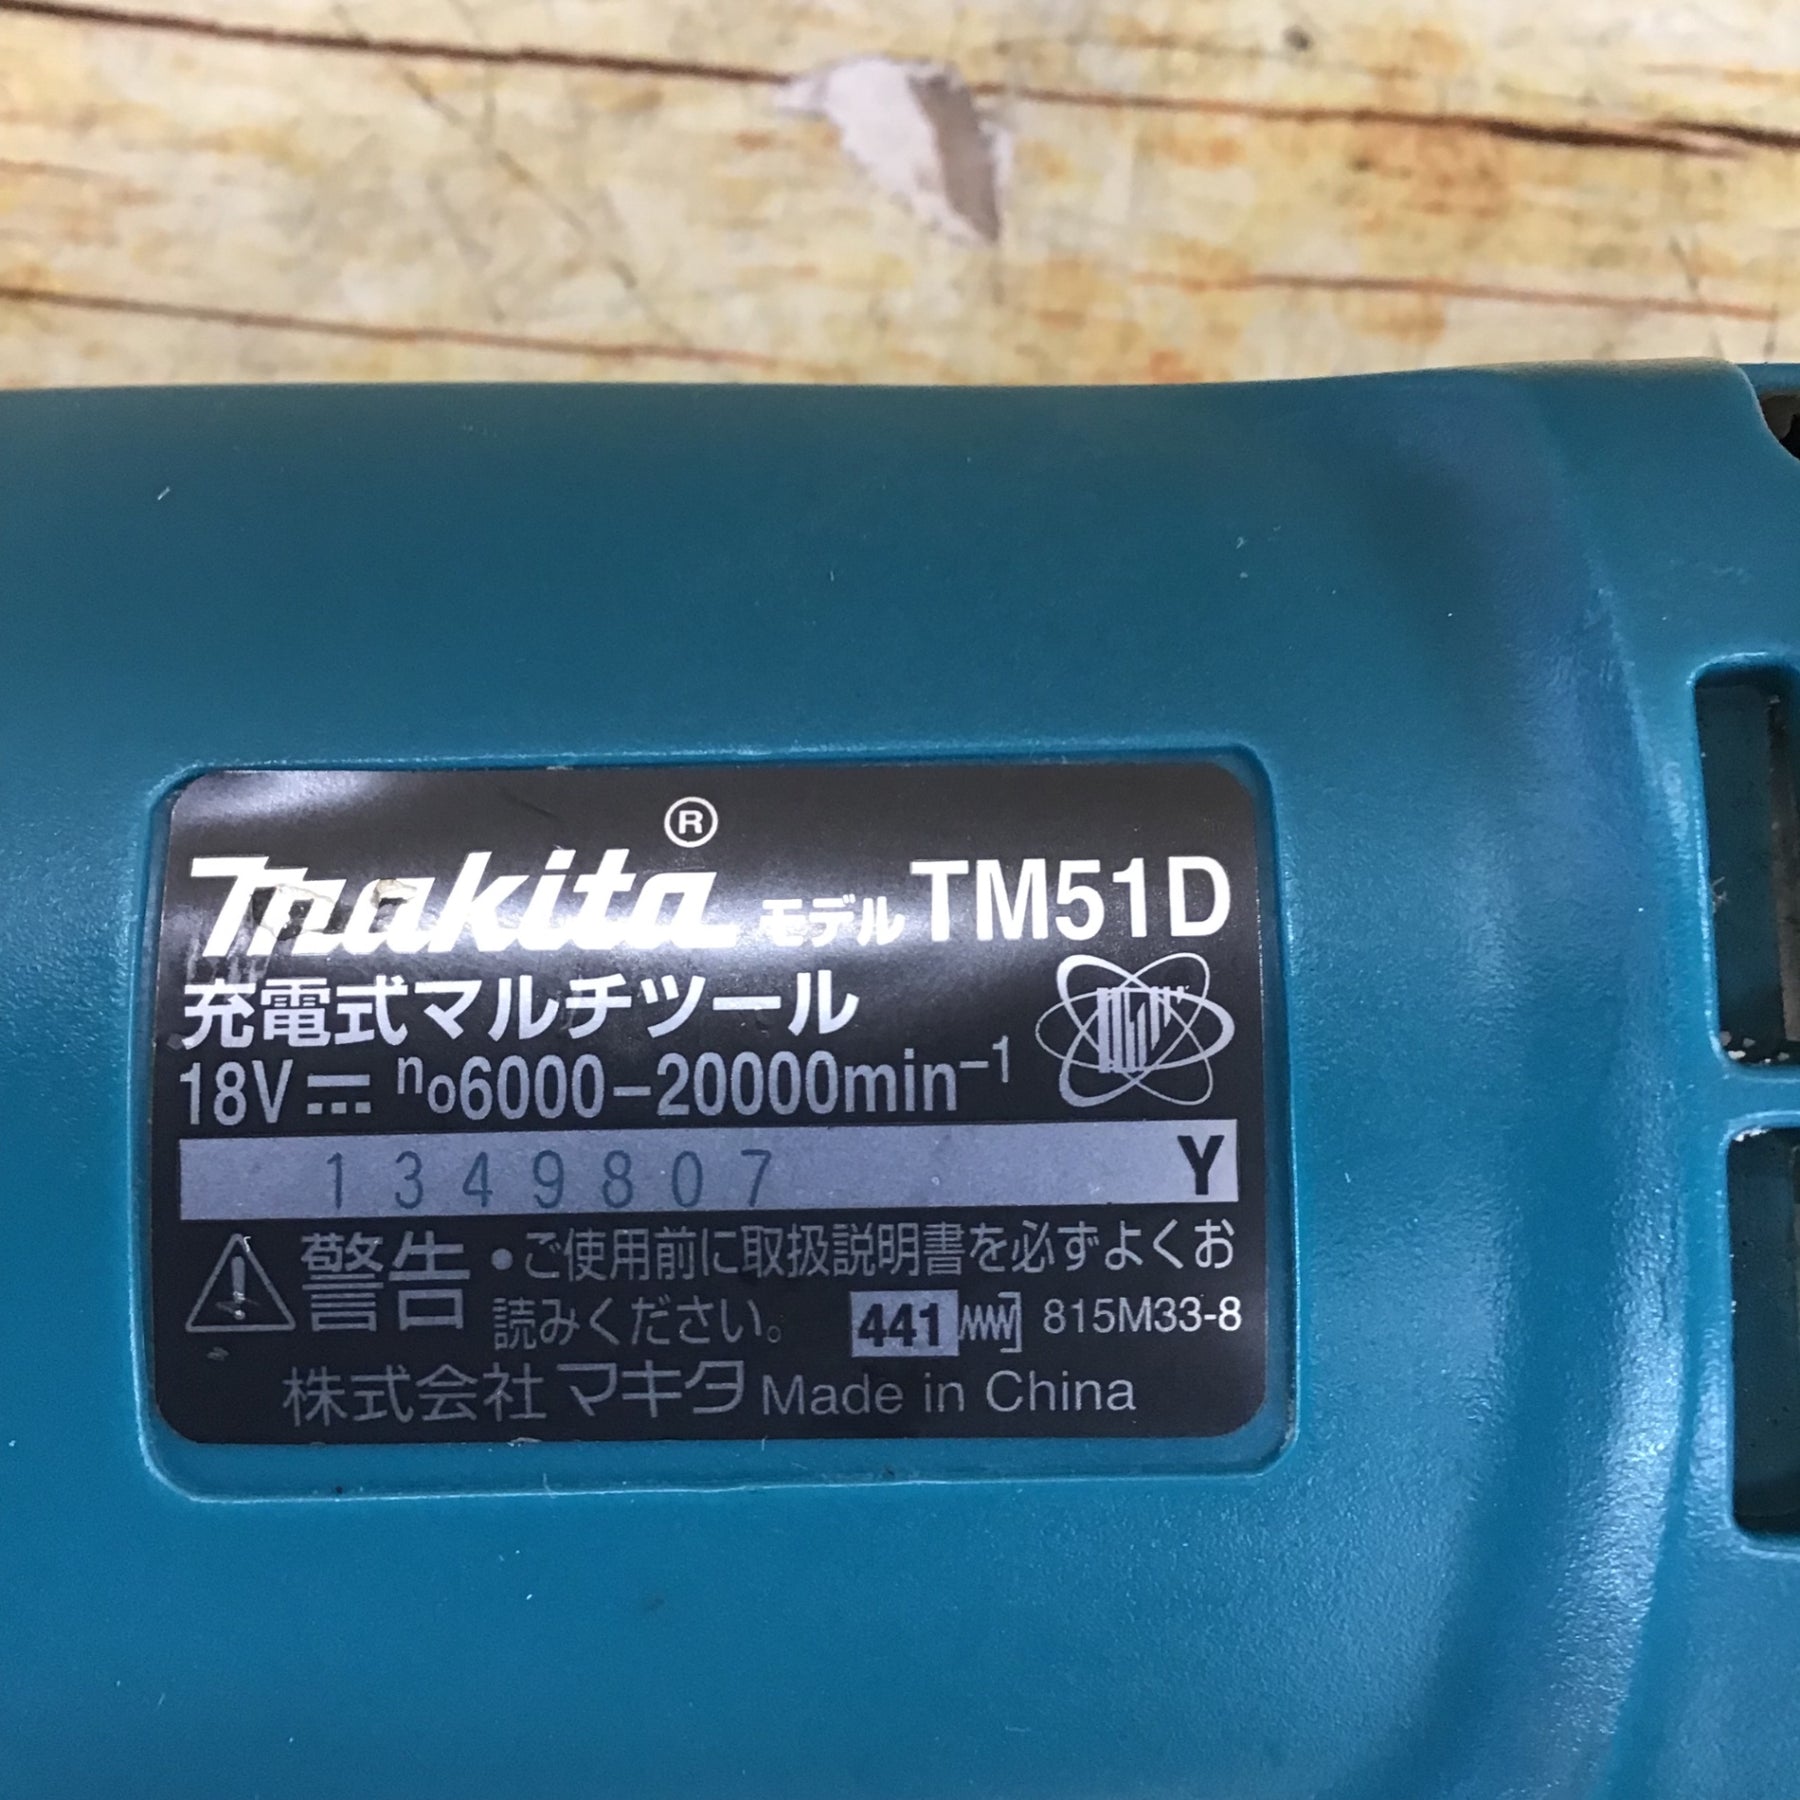 makita® モデル TM51D
充電式マルチツール
18V⎓ n₀6000-20000min⁻¹
1349807 Y
⚠警告 •ご使用前に取扱説明書を必ずよくお
読みください。 441 815M33-8
株式会社マキタ Made in China